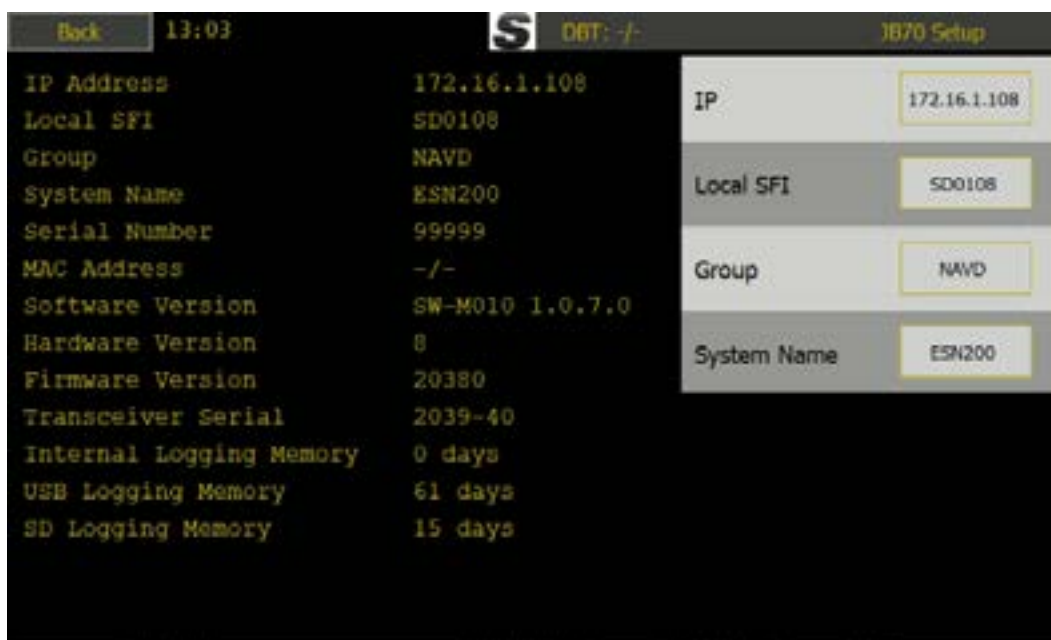 Back 13:03 S DBT: -/- JB70 Setup
IP Address 172.16.1.108
Local SFI SD0108
Group NAVD
System Name ESN200
Serial Number 99999
MAC Address -/-
Software Version SW-M010 1.0.7.0
Hardware Version 8
Firmware Version 20380
Transceiver Serial 2039-40
Internal Logging Memory 0 days
USB Logging Memory 61 days
SD Logging Memory 15 days
IP 172.16.1.108
Local SFI SD0108
Group NAVD
System Name ESN200